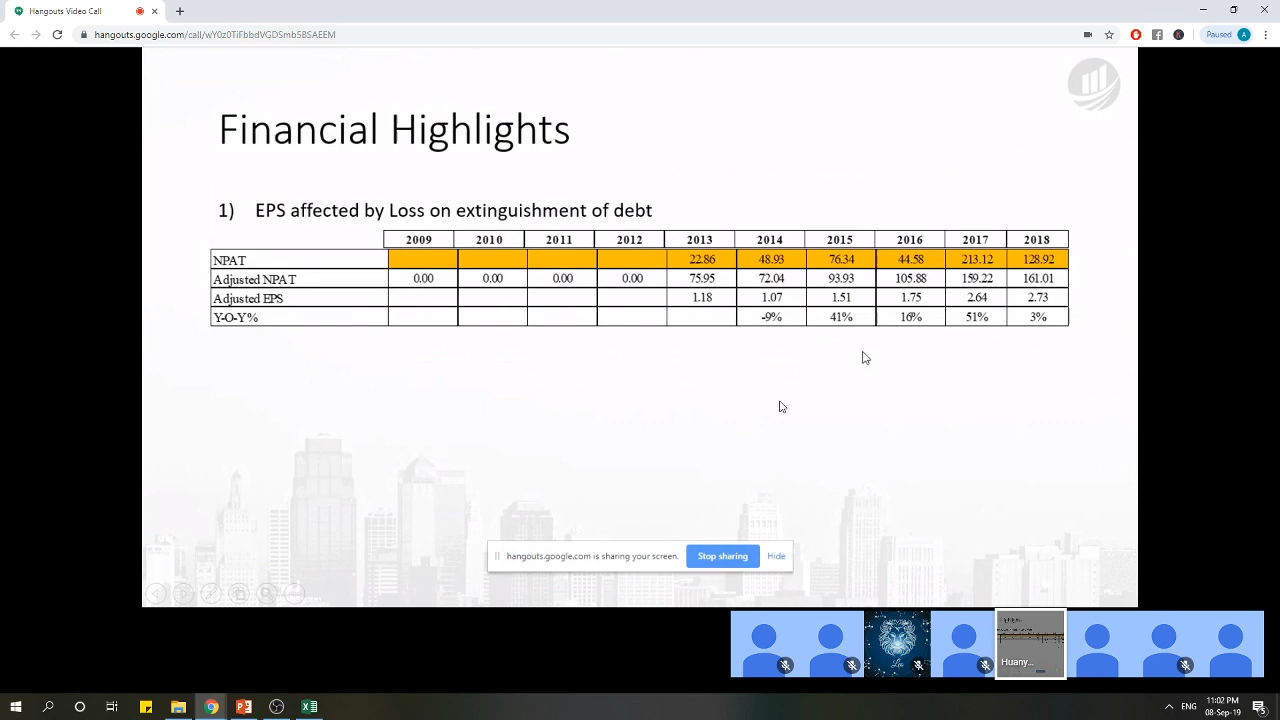 Hangouts Video Call
hangouts.google.com/call/wY0z0TiFbbdVGDSmb5BSAEEM
Paused A
Financial Highlights
1) EPS affected by Loss on extinguishment of debt
2009 2010 2011 2012 2013 2014 2015 2016 2017 2018
NPAT 22.86 48.93 76.34 44.58 213.12 128.92
Adjusted NPAT 0.00 0.00 0.00 0.00 75.95 72.04 93.93 105.88 159.22 161.01
Adjusted EPS 1.18 1.07 1.51 1.75 2.64 2.73
Y-O-Y% -9% 41% 16% 51% 3%
hangouts.google.com is sharing your screen. Stop sharing Hide
Leo
Huany...
ENG 11:02 PM
08-Sep-19